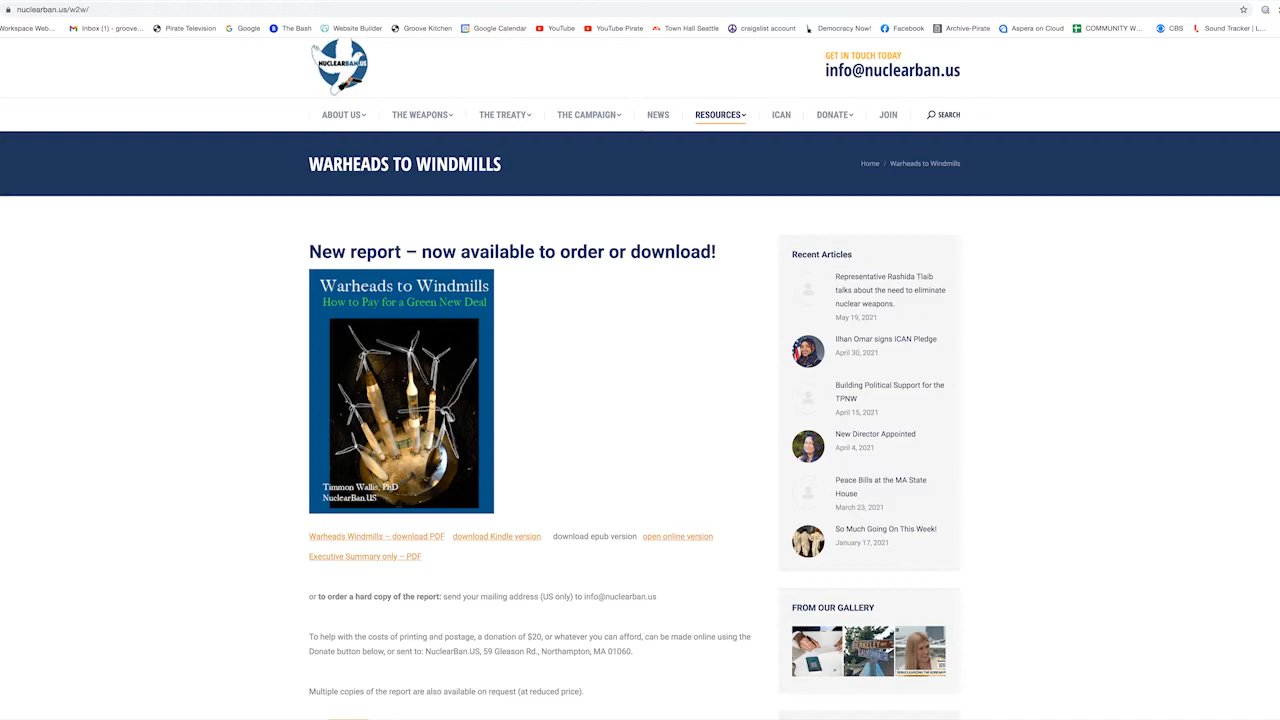 nuclearban.us/w2w/
Workspace Web... Inbox (1) - groove... Pirate Television Google The Bash Website Builder Groove Kitchen Google Calendar YouTube YouTube Pirate Town Hall Seattle craigslist account Democracy Now! Facebook Archive-Pirate Aspera on Cloud COMMUNITY W... CBS Sound Tracker | L...
NUCLEARBAN.US
GET IN TOUCH TODAY
info@nuclearban.us
ABOUT US THE WEAPONS THE TREATY THE CAMPAIGN NEWS RESOURCES ICAN DONATE JOIN SEARCH
WARHEADS TO WINDMILLS
Home / Warheads to Windmills
New report – now available to order or download!
Warheads to Windmills
How to Pay for a Green New Deal
Timmon Wallis, PhD
NuclearBan.US
Warheads Windmills – download PDF download Kindle version download epub version open online version
Executive Summary only – PDF
or to order a hard copy of the report: send your mailing address (US only) to info@nuclearban.us
To help with the costs of printing and postage, a donation of $20, or whatever you can afford, can be made online using the
Donate button below, or sent to: NuclearBan.US, 59 Gleason Rd., Northampton, MA 01060.
Multiple copies of the report are also available on request (at reduced price).
Recent Articles
Representative Rashida Tlaib
talks about the need to eliminate
nuclear weapons.
May 19, 2021
Ilhan Omar signs ICAN Pledge
April 30, 2021
Building Political Support for the
TPNW
April 15, 2021
New Director Appointed
April 4, 2021
Peace Bills at the MA State
House
March 23, 2021
So Much Going On This Week!
January 17, 2021
FROM OUR GALLERY
BERKELEY
CALIFORNIA